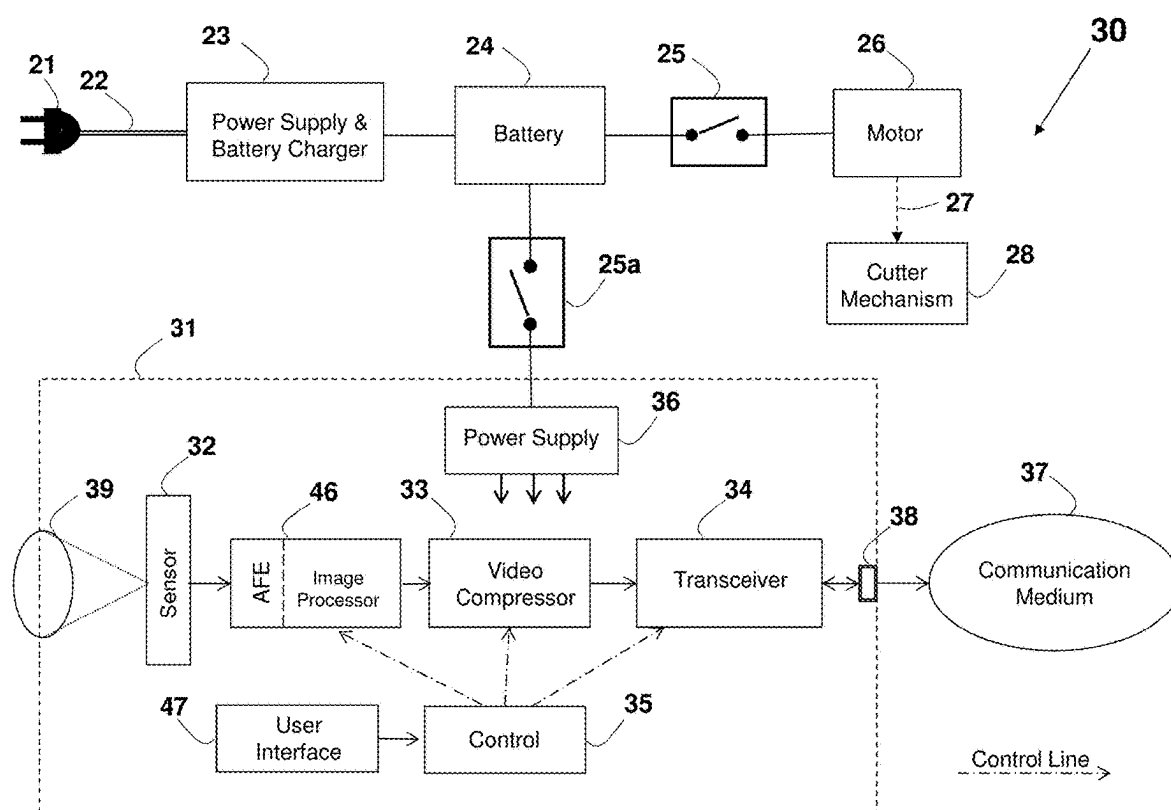 30
23
24
25
26
21
22
Power Supply &
Battery Charger
Battery
Motor
27
25a
Cutter
Mechanism
28
31
36
Power Supply
32
39
46
33
34
37
38
Sensor
AFE
Image
Processor
Video
Compressor
Transceiver
Communication
Medium
47
User
Interface
Control
35
Control Line